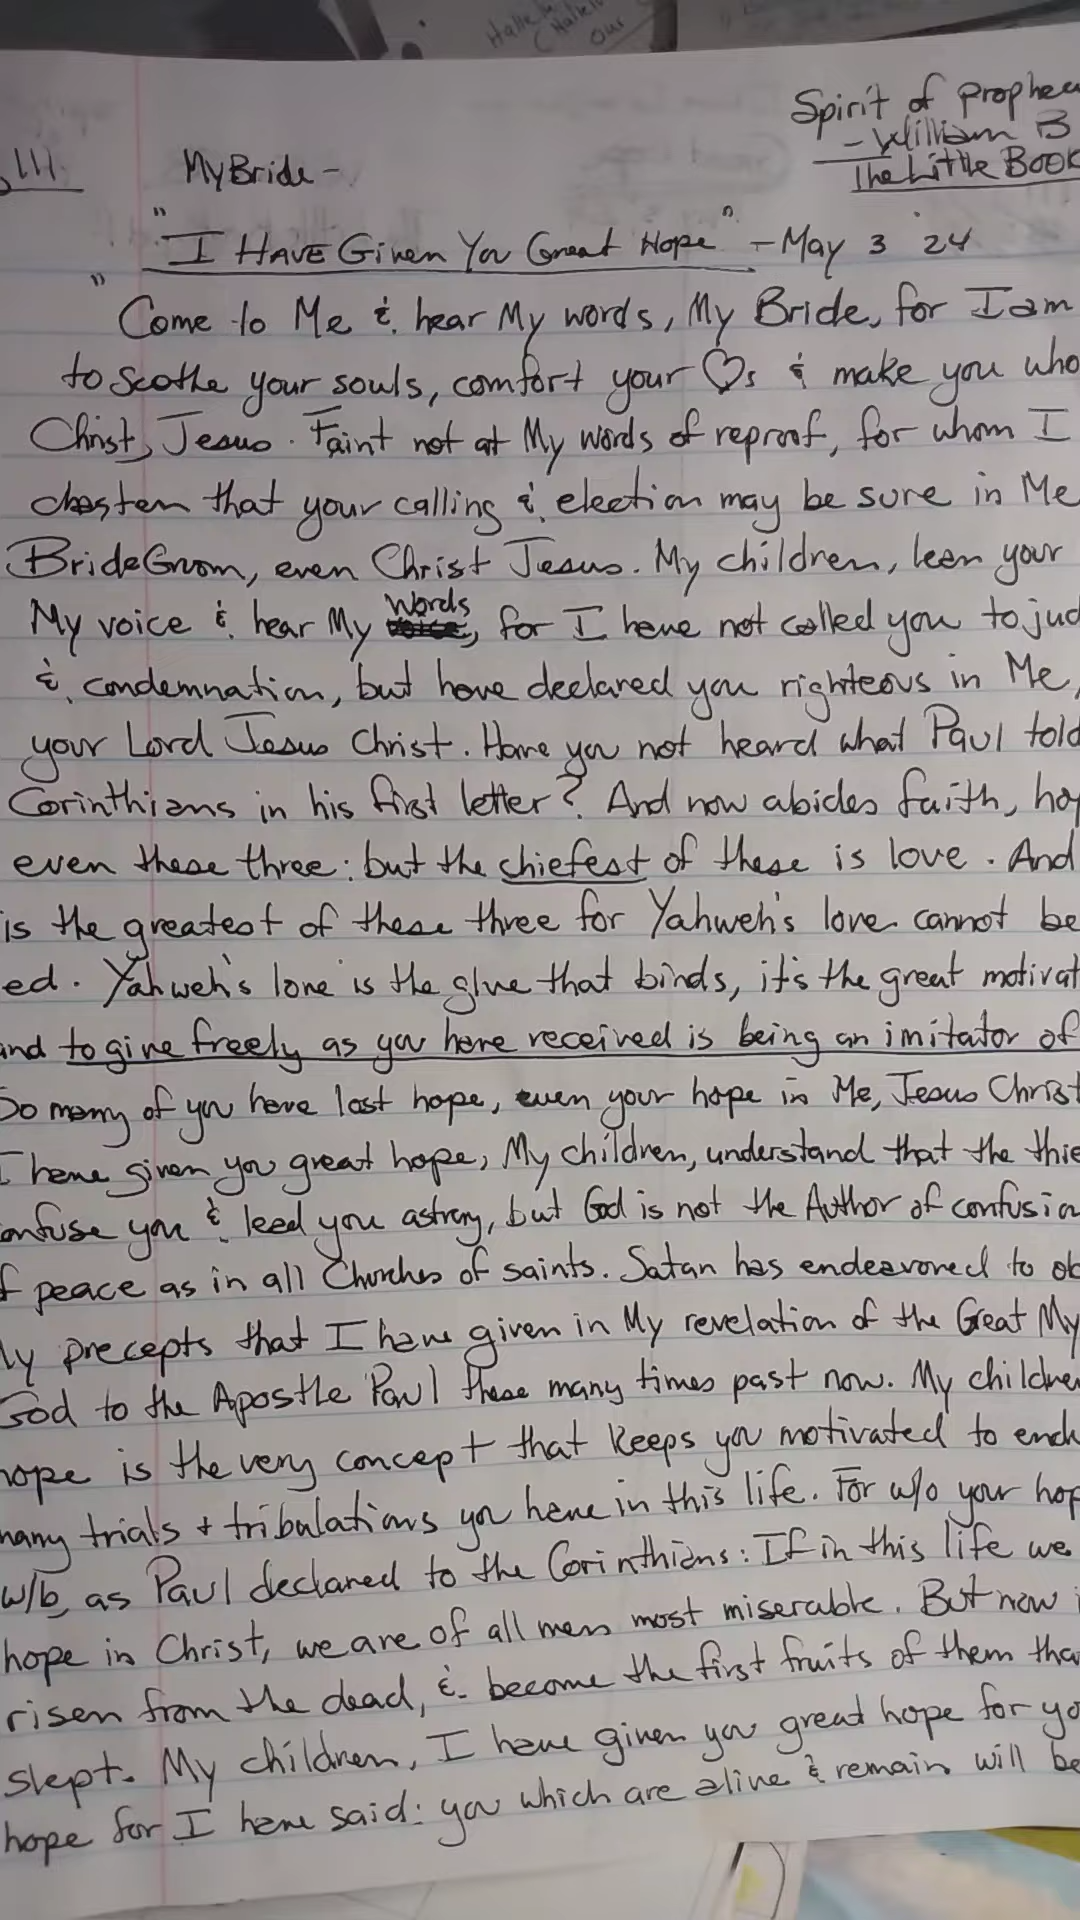 Halle
(Halel
our
Spirit of Prophe
- William B
The Little Book
111. My Bride -
"I HAVE Given You Great Hope" - May 3 '24
"Come to Me & hear My words, My Bride, for I am
to soothe your souls, comfort your ♡s & make you who
Christ, Jesus. Faint not at My words of reproof, for whom I
chasten that your calling & election may be sure in Me
BrideGroom, even Christ Jesus. My children, lean your
My voice & hear My Words, for I have not called you to jud
& condemnation, but have declared you righteous in Me,
your Lord Jesus Christ. Have you not heard what Paul told
Corinthians in his first letter? And now abides faith, hop
even these three: but the chiefest of these is love. And
is the greatest of these three for Yahweh's love cannot be
ed. Yahweh's love is the glue that binds, it's the great motivat
and to give freely as you have received is being an imitator of
So many of you have lost hope, even your hope in Me, Jesus Christ
I have given you great hope, My children, understand that the thie
onfuse you & lead you astray, but God is not the Author of confusio
f peace as in all Churches of saints. Satan has endeavored to ob
ly precepts that I have given in My revelation of the Great My
God to the Apostle Paul these many times past now. My childre
hope is the very concept that keeps you motivated to end
many trials + tribulations you have in this life. For w/o your hop
w/b, as Paul declared to the Corinthians: If in this life we
hope in Christ, we are of all men most miserable. But now i
risen from the dead, & become the first fruits of them tha
slept. My children, I have given you great hope for yo
hope for I have said: you which are alive & remain will be